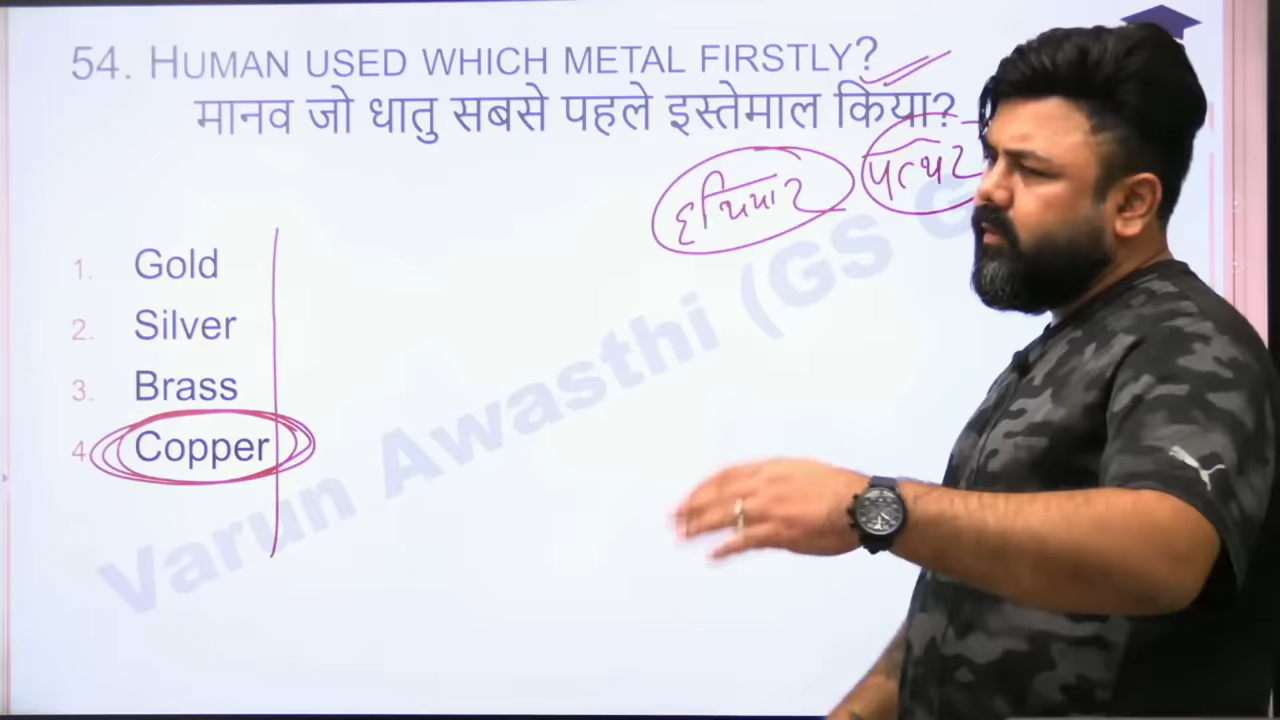 54. HUMAN USED WHICH METAL FIRSTLY?
मानव जो धातु सबसे पहले इस्तेमाल किया?
हथियार पत्थर
1. Gold
2. Silver
3. Brass
4 Copper
Varun Awasthi (GS G